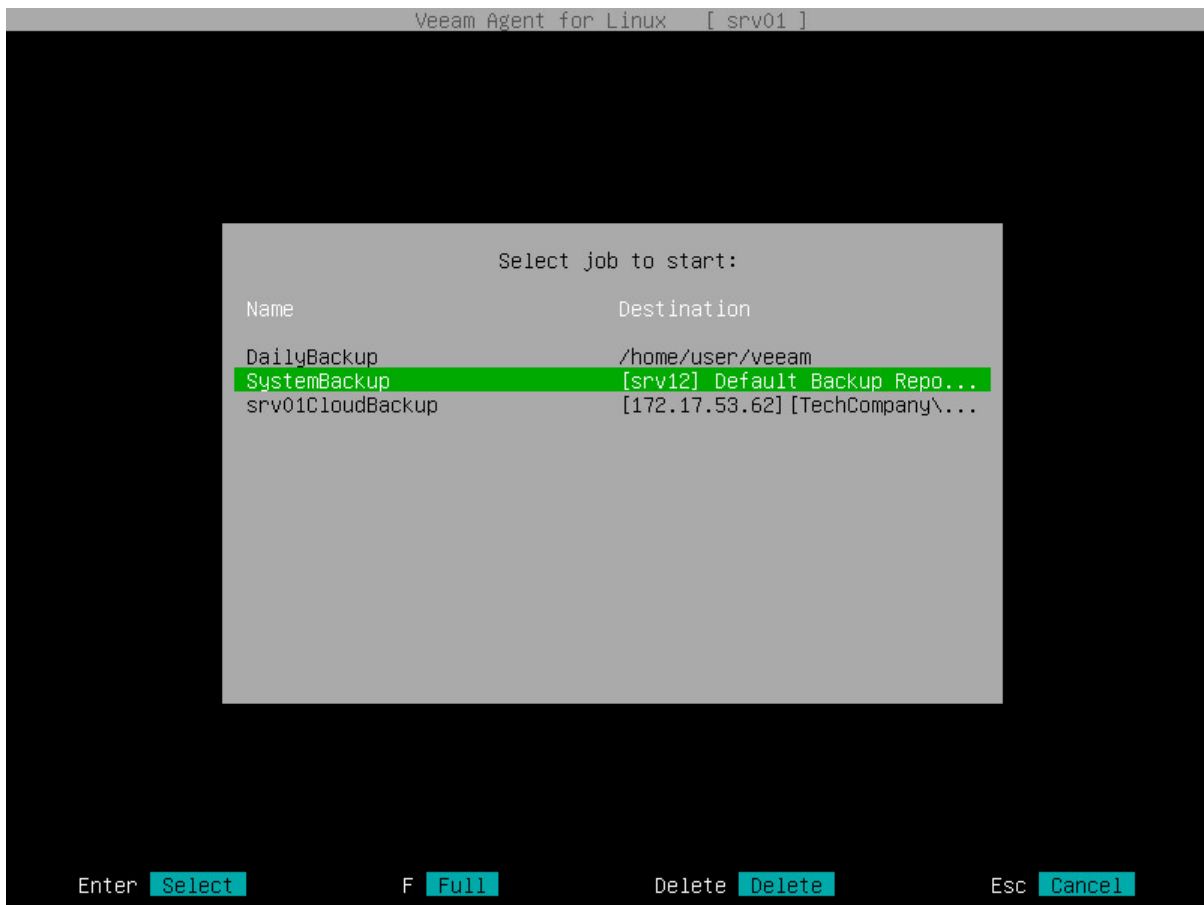 Veeam Agent for Linux [ srv01 ]
Select job to start:
Name Destination
DailyBackup /home/user/veeam
SystemBackup [srv12] Default Backup Repo...
srv01CloudBackup [172.17.53.62][TechCompany\...
Enter Select F Full Delete Delete Esc Cancel